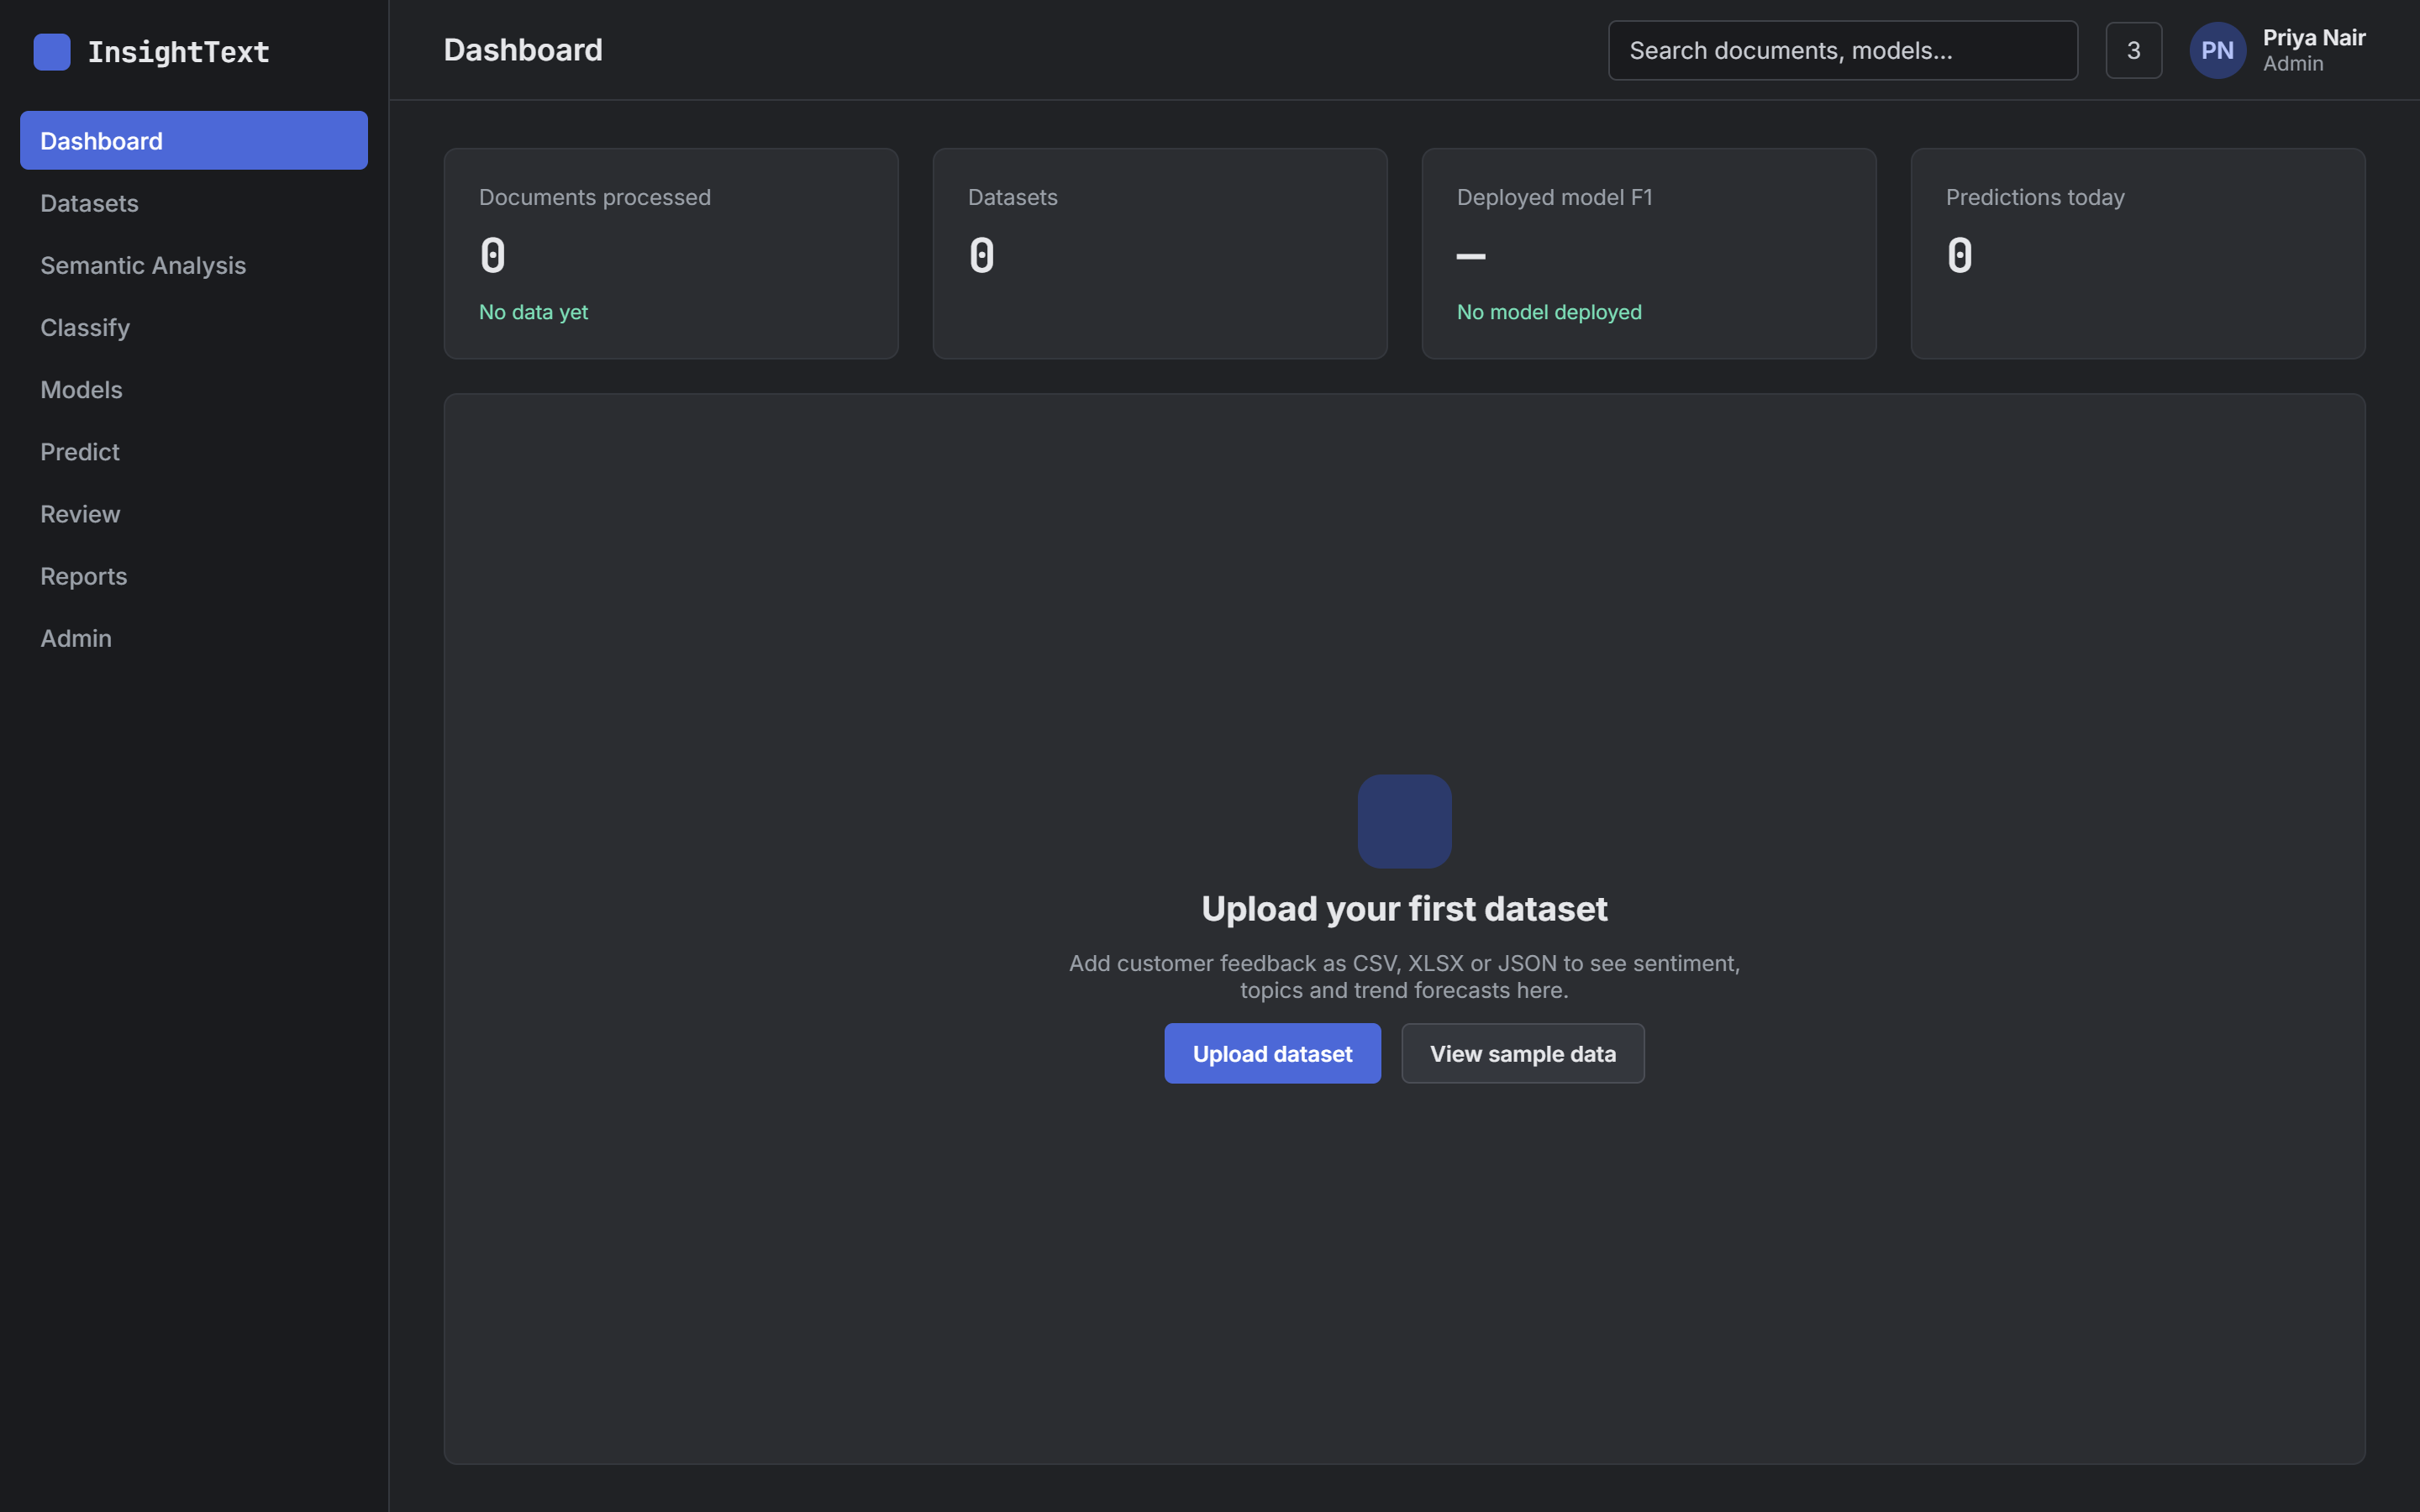 InsightText
Dashboard
Datasets
Semantic Analysis
Classify
Models
Predict
Review
Reports
Admin
Dashboard
Search documents, models...
3
PN
Priya Nair
Admin
Documents processed
0
No data yet
Datasets
0
Deployed model F1
—
No model deployed
Predictions today
0
Upload your first dataset
Add customer feedback as CSV, XLSX or JSON to see sentiment,
topics and trend forecasts here.
Upload dataset
View sample data